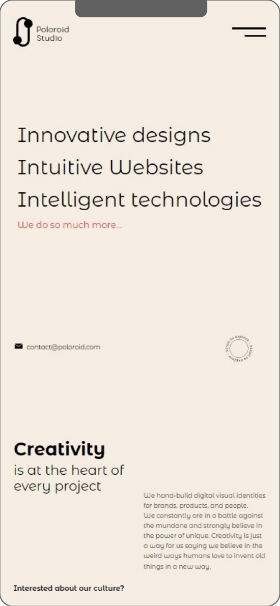 Poloroid
Studio
Innovative designs
Intuitive Websites
Intelligent technologies
We do so much more...
contact@poloroid.com
Creativity
is at the heart of
every project
We hand-build digital visual identities
for brands, products, and people.
We constantly are in a battle against
the mundane and strongly believe in
the power of unique. Creativity is just
a way for us saying we believe in the
weird ways humans love to invent old
things in a new way.
Interested about our culture?